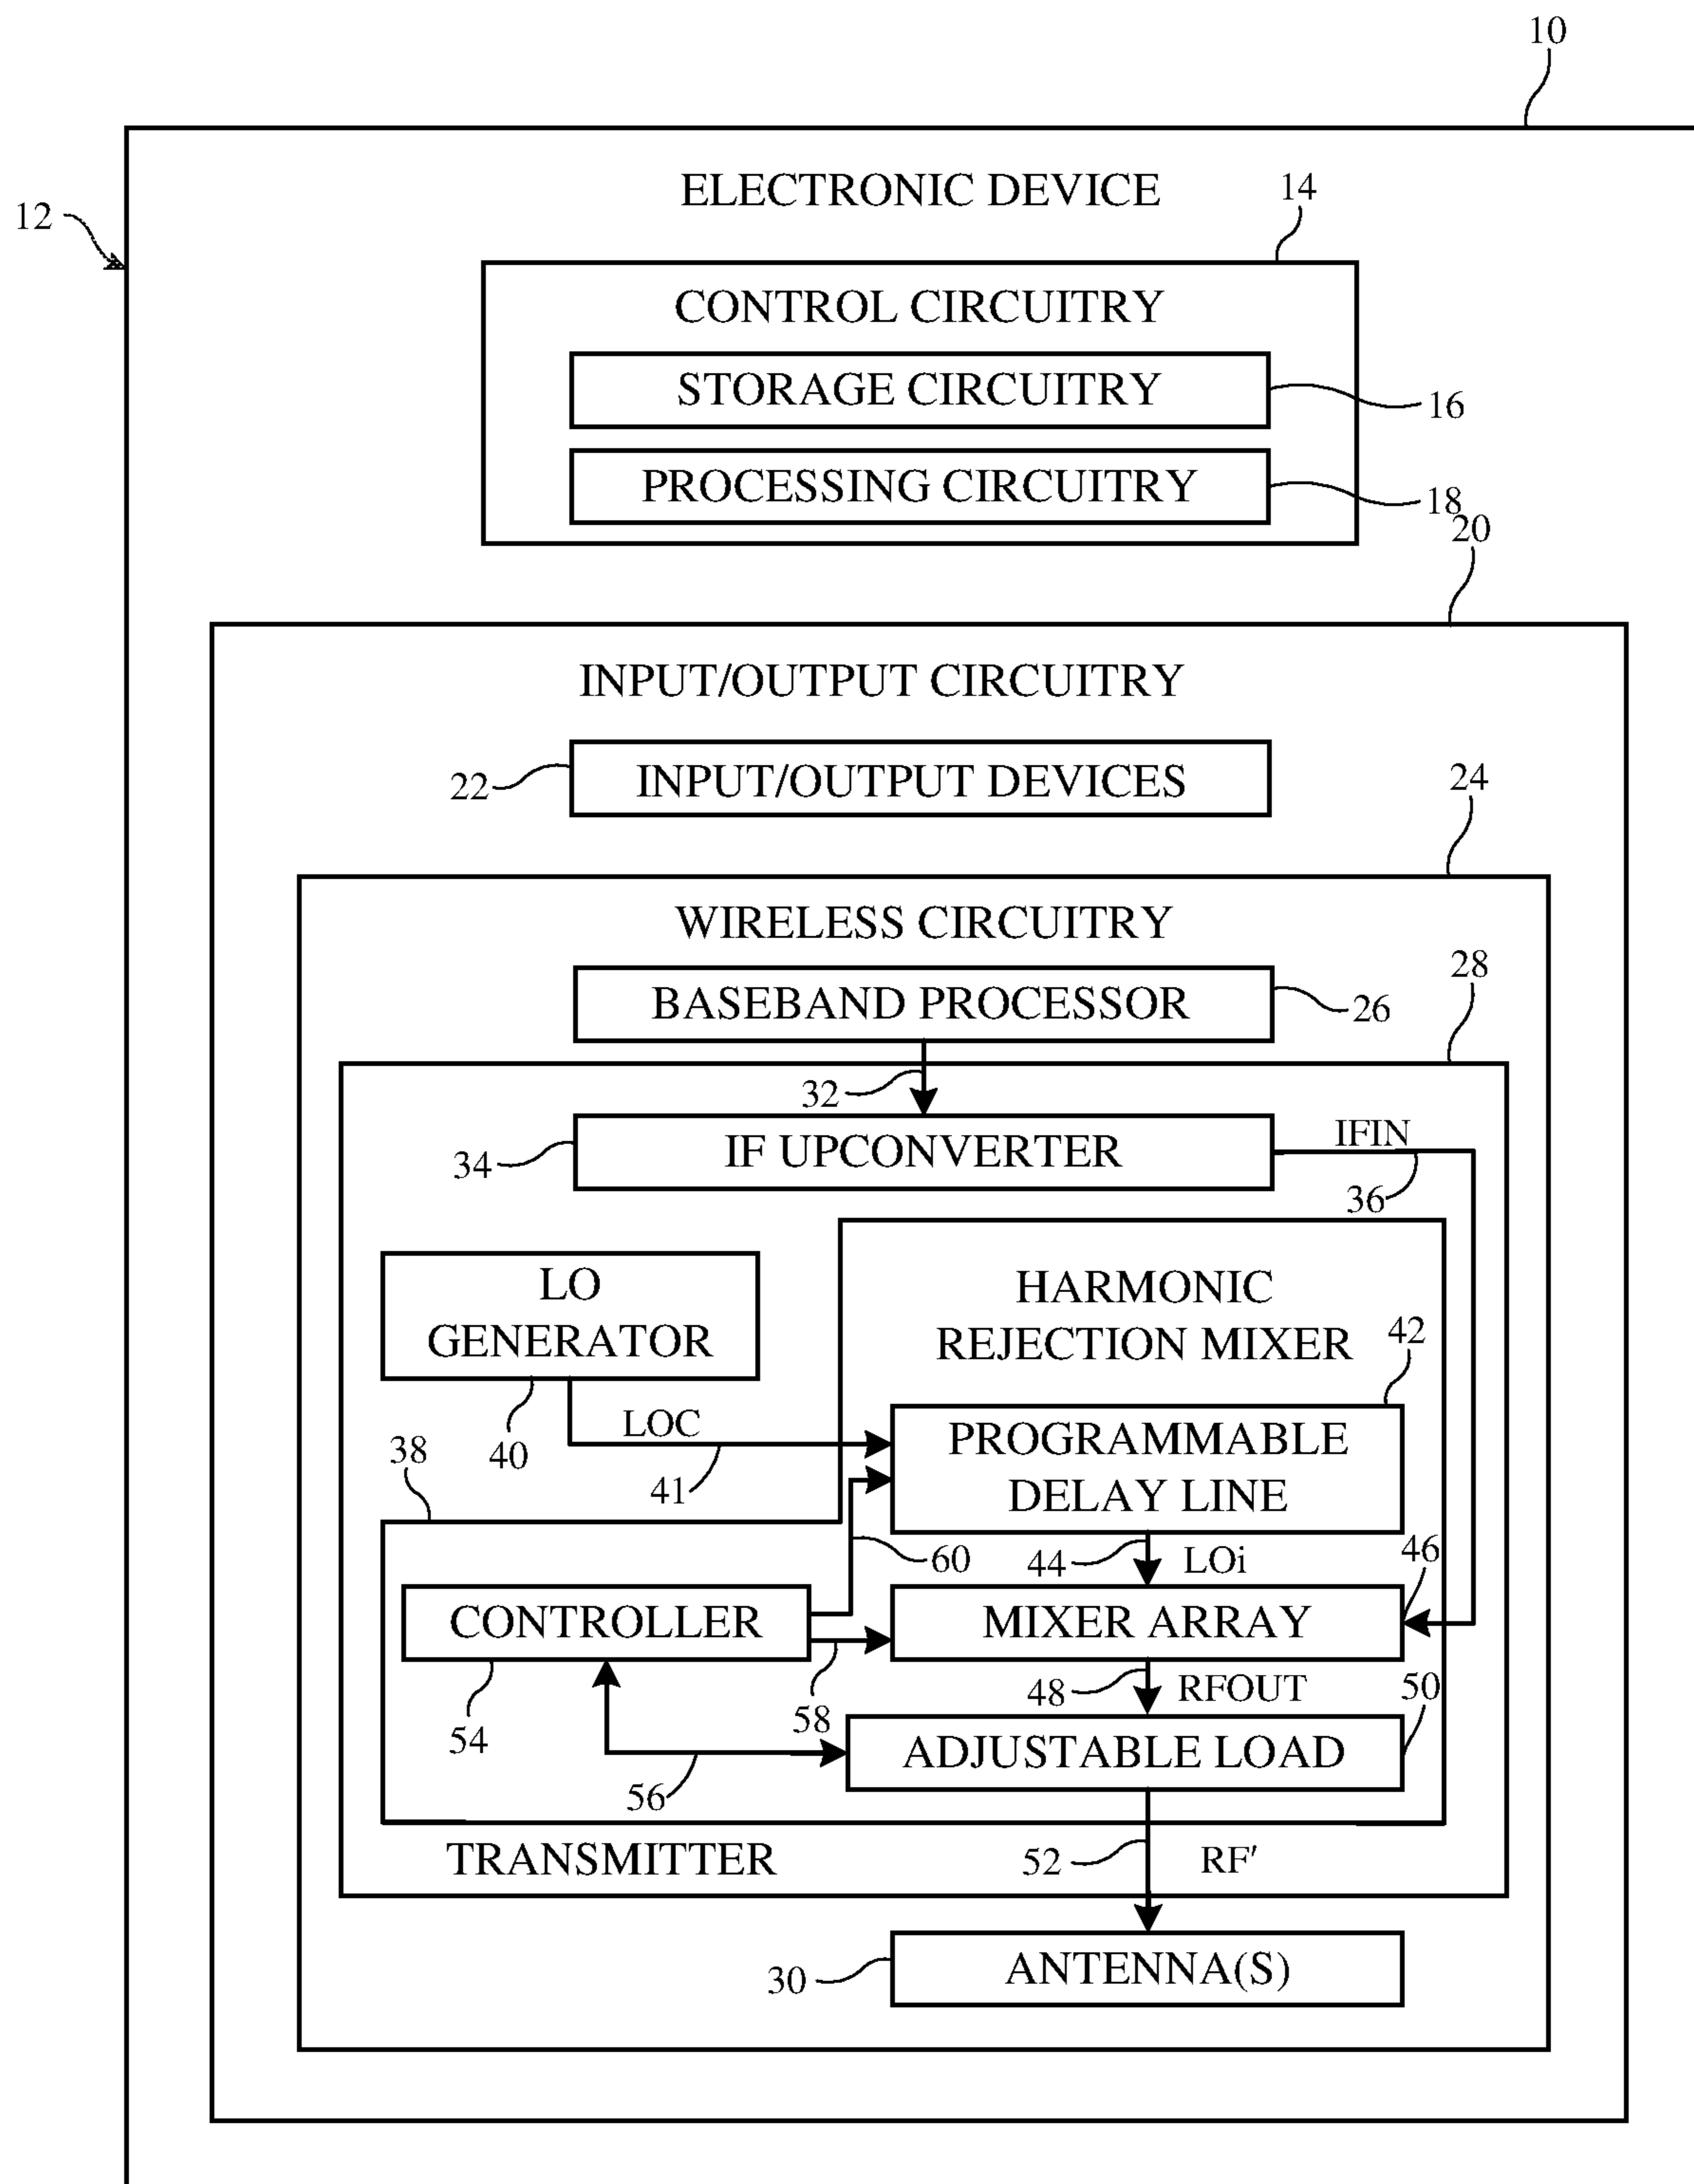 10
ELECTRONIC DEVICE
12
14
CONTROL CIRCUITRY
STORAGE CIRCUITRY
16
PROCESSING CIRCUITRY
18
20
INPUT/OUTPUT CIRCUITRY
22
INPUT/OUTPUT DEVICES
24
WIRELESS CIRCUITRY
28
BASEBAND PROCESSOR
26
32
34
IF UPCONVERTER
IFIN
36
LO
GENERATOR
40
HARMONIC
REJECTION MIXER
42
LOC
41
38
PROGRAMMABLE
DELAY LINE
60
44
LOi
46
CONTROLLER
MIXER ARRAY
54
58
48
RFOUT
50
ADJUSTABLE LOAD
56
TRANSMITTER
52
RF'
30
ANTENNA(S)